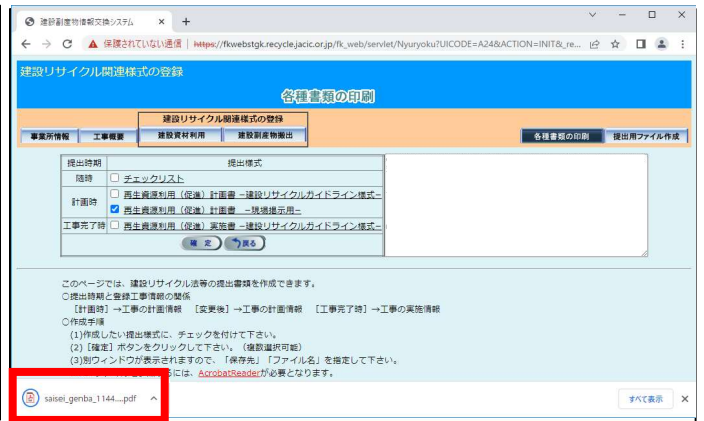 建設副産物情報交換システム
保護されていない通信 | https://fkwebstgk.recycle.jacic.or.jp/fk_web/servlet/Nyuryoku?UICODE=A24&ACTION=INIT&_re...
建設リサイクル関連様式の登録
各種書類の印刷
建設リサイクル関連様式の登録
事業所情報 工事概要 建設資材利用 建設副産物搬出 各種書類の印刷 提出用ファイル作成
提出時期 提出様式
随時 チェックリスト
計画時 再生資源利用（促進）計画書 −建設リサイクルガイドライン様式−
再生資源利用（促進）計画書 −現場掲示用−
工事完了時 再生資源利用（促進）実施書 −建設リサイクルガイドライン様式−
確 定 戻る
このページでは、建設リサイクル法等の提出書類を作成できます。
○提出時期と登録工事情報の関係
[計画時] →工事の計画情報 [変更後] →工事の計画情報 [工事完了時] →工事の実施情報
○作成手順
(1)作成したい提出様式に、チェックを付けて下さい。
(2)[確定] ボタンをクリックして下さい。（複数選択可能）
(3)別ウィンドウが表示されますので、「保存先」「ファイル名」を指定して下さい。
には、AcrobatReaderが必要となります。
saisei_genba_1144....pdf
すべて表示